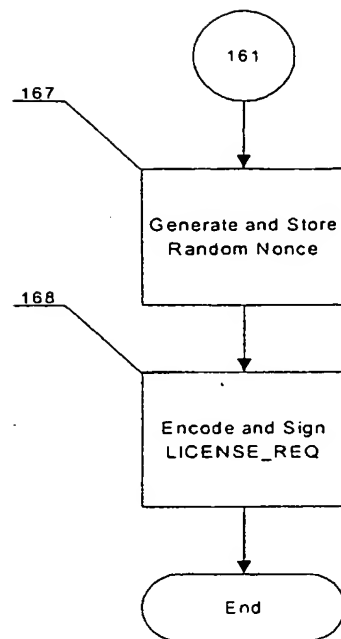 161
167
Generate and Store
Random Nonce
168
Encode and Sign
LICENSE_REQ
End